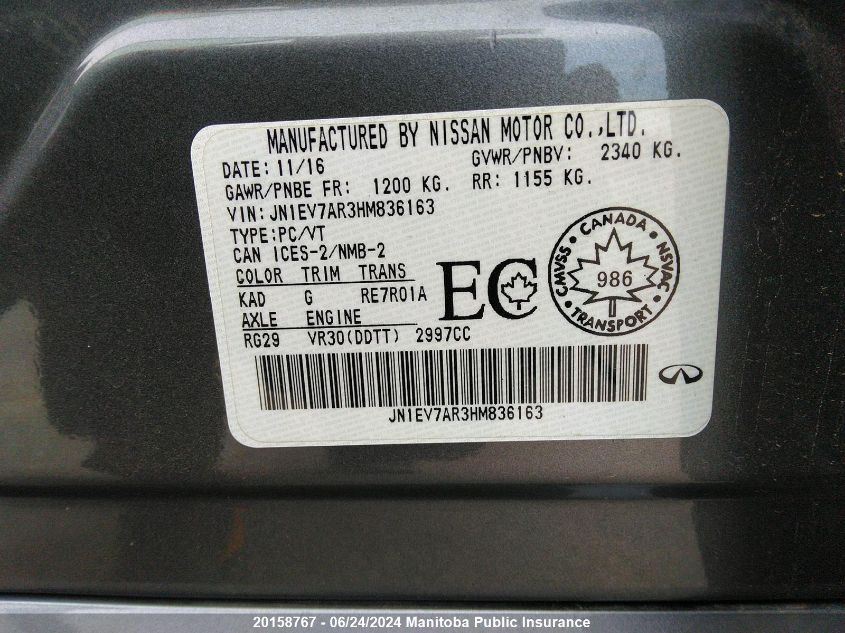 MANUFACTURED BY NISSAN MOTOR CO.,LTD.
DATE: 11/16 GVWR/PNBV: 2340 KG.
GAWR/PNBE FR: 1200 KG. RR: 1155 KG.
VIN: JN1EV7AR3HM836163
TYPE:PC/VT
CAN ICES-2/NMB-2
COLOR TRIM TRANS
KAD G RE7R01A
AXLE ENGINE
RG29 VR30(DDTT) 2997CC
EC
CANADA
CMVSS 986 NSVAC
TRANSPORT
JN1EV7AR3HM836163
20158767 - 06/24/2024 Manitoba Public Insurance